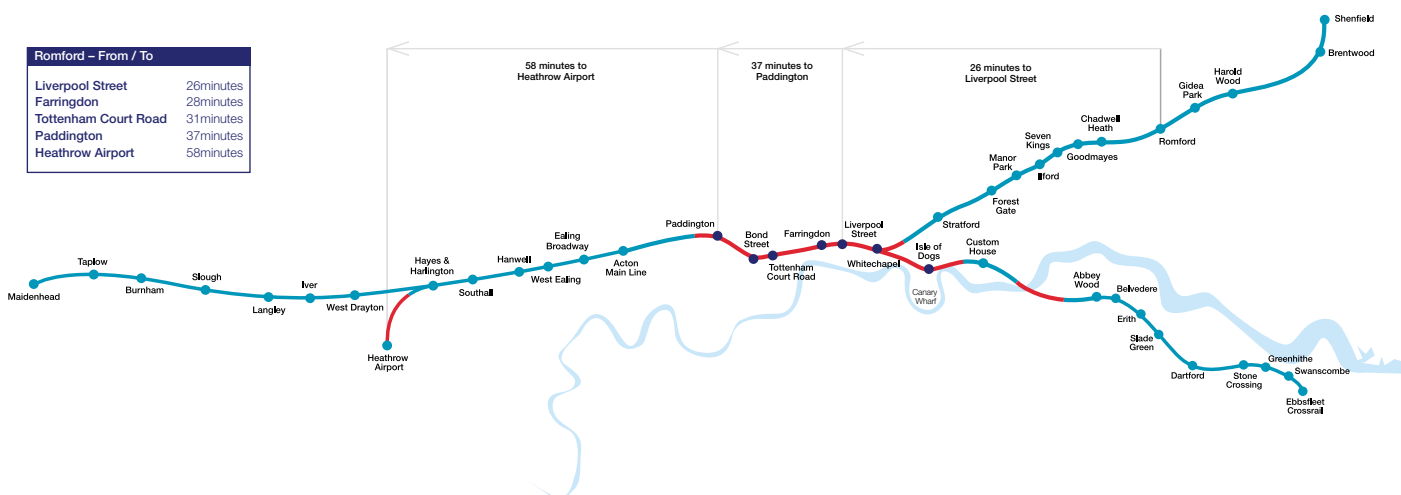 Romford – From / To
Liverpool Street 26minutes
Farringdon 28minutes
Tottenham Court Road 31minutes
Paddington 37minutes
Heathrow Airport 58minutes
58 minutes to
Heathrow Airport
37 minutes to
Paddington
26 minutes to
Liverpool Street
Shenfield
Brentwood
Harold
Wood
Gidea
Park
Romford
Chadwell
Heath
Goodmayes
Seven
Kings
Ilford
Manor
Park
Forest
Gate
Stratford
Maidenhead
Taplow
Burnham
Slough
Langley
Iver
West Drayton
Heathrow
Airport
Hayes &
Harlington
Southall
Hanwell
West Ealing
Ealing
Broadway
Acton
Main Line
Paddington
Bond
Street
Tottenham
Court Road
Farringdon
Liverpool
Street
Whitechapel
Isle of
Dogs
Canary
Wharf
Custom
House
Abbey
Wood
Belvedere
Erith
Slade
Green
Dartford
Stone
Crossing
Greenhithe
Swanscombe
Ebbsfleet
Crossrail